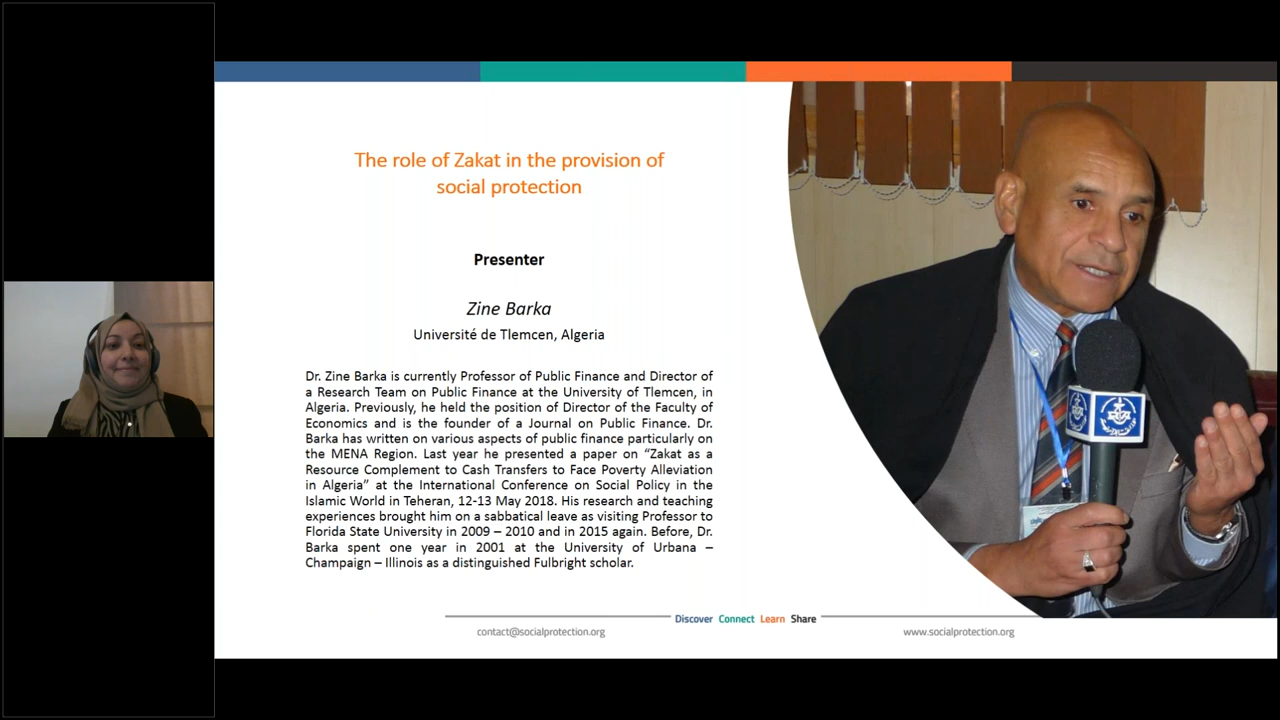 The role of Zakat in the provision of
social protection
Presenter
Zine Barka
Université de Tlemcen, Algeria
Dr. Zine Barka is currently Professor of Public Finance and Director of
a Research Team on Public Finance at the University of Tlemcen, in
Algeria. Previously, he held the position of Director of the Faculty of
Economics and is the founder of a Journal on Public Finance. Dr.
Barka has written on various aspects of public finance particularly on
the MENA Region. Last year he presented a paper on “Zakat as a
Resource Complement to Cash Transfers to Face Poverty Alleviation
in Algeria” at the International Conference on Social Policy in the
Islamic World in Teheran, 12-13 May 2018. His research and teaching
experiences brought him on a sabbatical leave as visiting Professor to
Florida State University in 2009 – 2010 and in 2015 again. Before, Dr.
Barka spent one year in 2001 at the University of Urbana –
Champaign – Illinois as a distinguished Fulbright scholar.
Discover Connect Learn Share
contact@socialprotection.org www.socialprotection.org